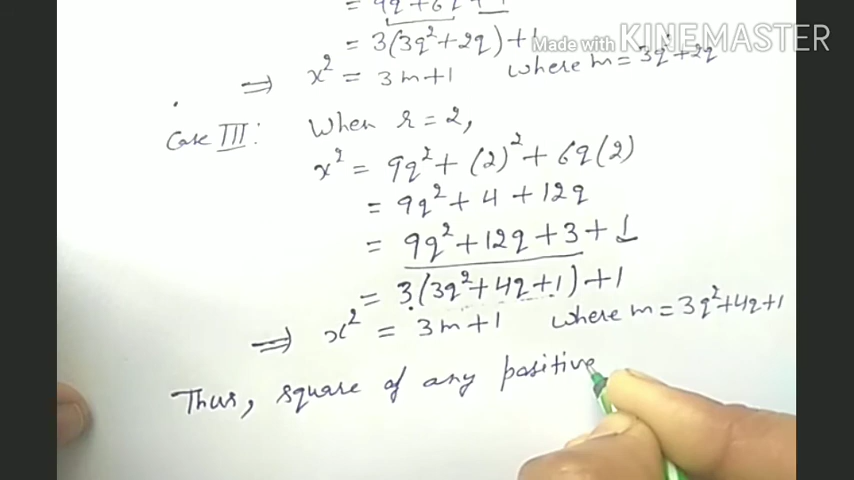 = 3(3q²+2q)+1
Made with KINEMASTER
⇒ x² = 3m+1 where m = 3q²+2q
Case III: When r = 2,
x² = 9q² + (2)² + 6q(2)
= 9q² + 4 + 12q
= 9q² + 12q + 3 + 1
= 3(3q² + 4q + 1) + 1
⇒ x² = 3m+1 where m = 3q²+4q+1
Thus, square of any positive